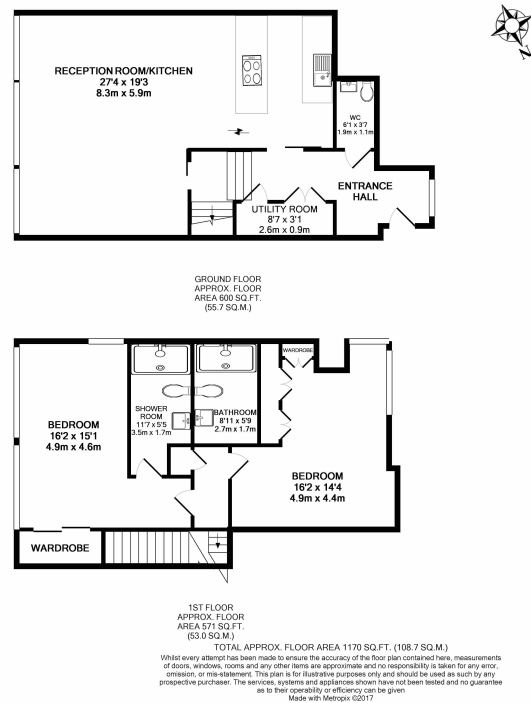 N
RECEPTION ROOM/KITCHEN
27'4 x 19'3
8.3m x 5.9m
WC
6'1 x 3'7
1.9m x 1.1m
ENTRANCE
HALL
UTILITY ROOM
8'7 x 3'1
2.6m x 0.9m
GROUND FLOOR
APPROX. FLOOR
AREA 600 SQ.FT.
(55.7 SQ.M.)
WARDROBE
SHOWER
ROOM
11'7 x 5'5
3.5m x 1.7m
BATHROOM
8'11 x 5'9
2.7m x 1.7m
BEDROOM
16'2 x 15'1
4.9m x 4.6m
BEDROOM
16'2 x 14'4
4.9m x 4.4m
WARDROBE
1ST FLOOR
APPROX. FLOOR
AREA 571 SQ.FT.
(53.0 SQ.M.)
TOTAL APPROX. FLOOR AREA 1170 SQ.FT. (108.7 SQ.M.)
Whilst every attempt has been made to ensure the accuracy of the floor plan contained here, measurements
of doors, windows, rooms and any other items are approximate and no responsibility is taken for any error,
omission, or mis-statement. This plan is for illustrative purposes only and should be used as such by any
prospective purchaser. The services, systems and appliances shown have not been tested and no guarantee
as to their operability or efficiency can be given
Made with Metropix ©2017